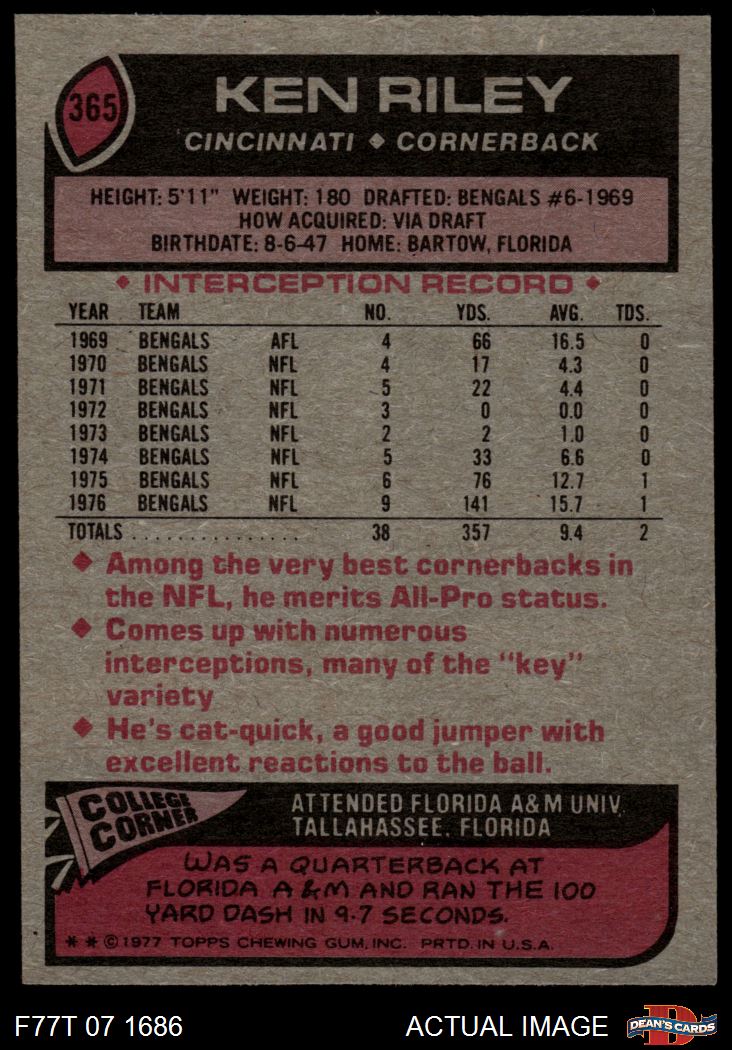 365
KEN RILEY
CINCINNATI ◆ CORNERBACK
HEIGHT: 5'11" WEIGHT: 180 DRAFTED: BENGALS #6-1969
HOW ACQUIRED: VIA DRAFT
BIRTHDATE: 8-6-47 HOME: BARTOW, FLORIDA
◆ INTERCEPTION RECORD ◆
YEAR TEAM NO. YDS. AVG. TDS.
1969 BENGALS AFL 4 66 16.5 0
1970 BENGALS NFL 4 17 4.3 0
1971 BENGALS NFL 5 22 4.4 0
1972 BENGALS NFL 3 0 0.0 0
1973 BENGALS NFL 2 2 1.0 0
1974 BENGALS NFL 5 33 6.6 0
1975 BENGALS NFL 6 76 12.7 1
1976 BENGALS NFL 9 141 15.7 1
TOTALS ............... 38 357 9.4 2
◆ Among the very best cornerbacks in
the NFL, he merits All-Pro status.
◆ Comes up with numerous
interceptions, many of the "key"
variety
◆ He's cat-quick, a good jumper with
excellent reactions to the ball.
COLLEGE
CORNER
ATTENDED FLORIDA A&M UNIV.
TALLAHASSEE, FLORIDA
WAS A QUARTERBACK AT
FLORIDA A&M AND RAN THE 100
YARD DASH IN 9.7 SECONDS.
* * © 1977 TOPPS CHEWING GUM, INC. PRTD. IN U.S.A.
F77T 07 1686 ACTUAL IMAGE
D
DEAN'S CARDS